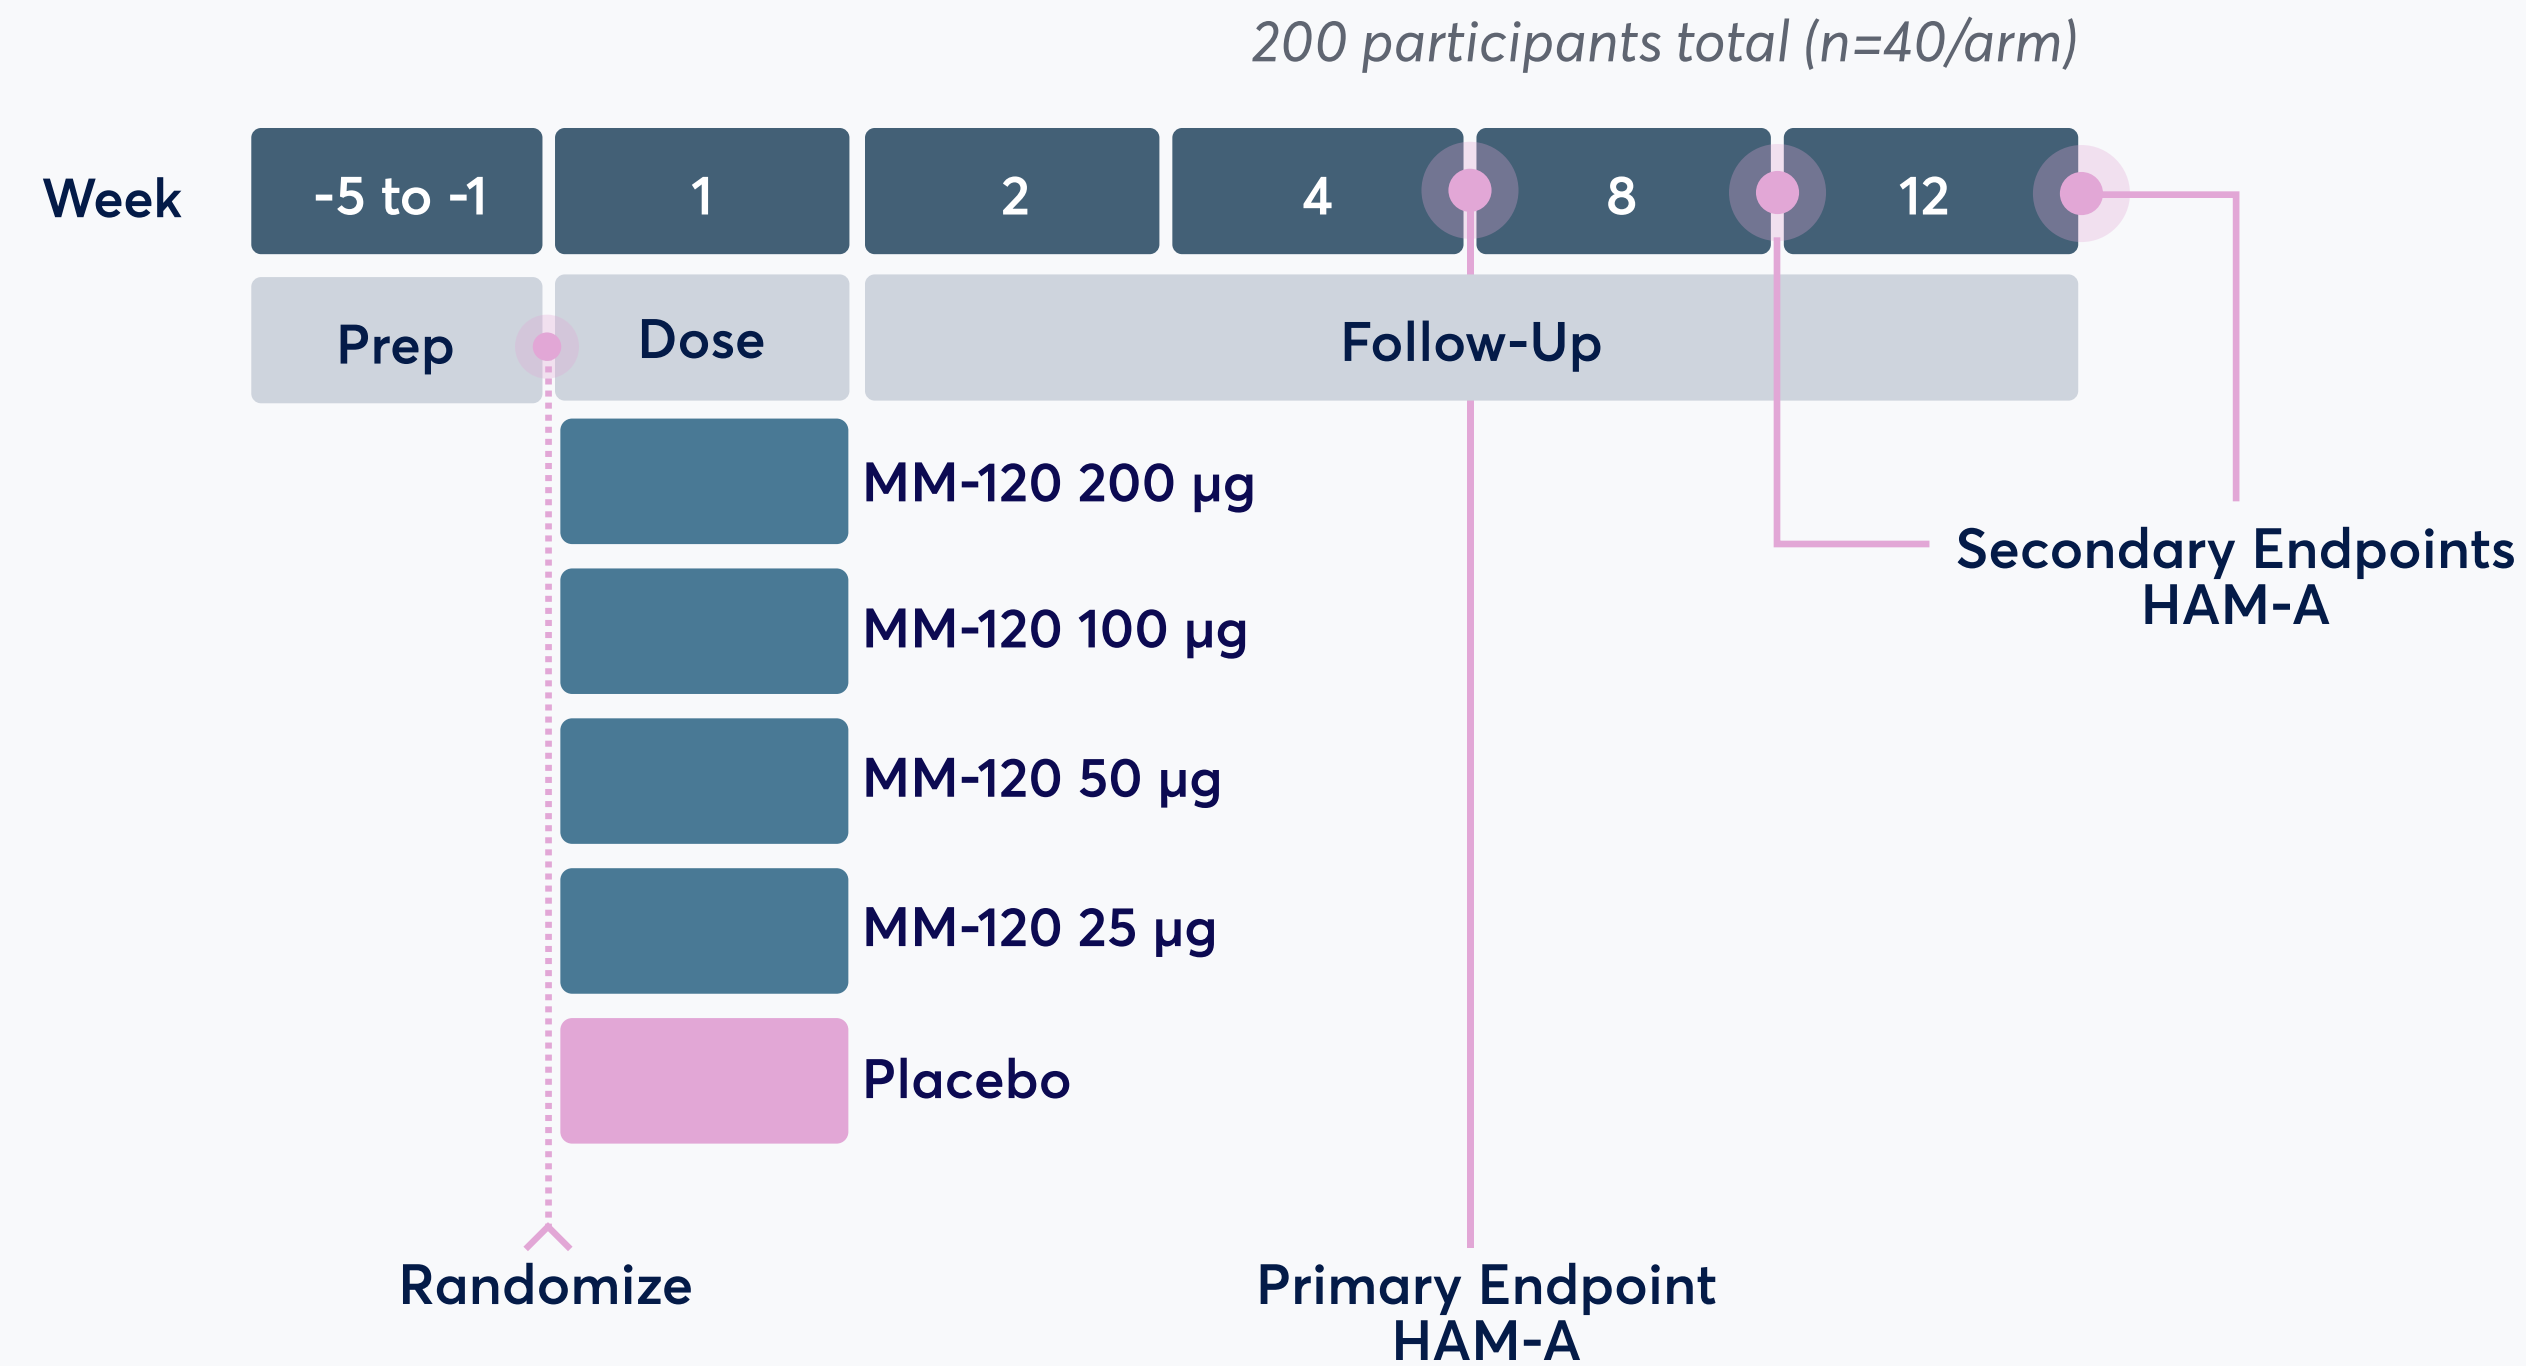 200 participants total (n=40/arm)
Week -5 to -1 1 2 4 8 12
Prep Dose Follow-Up
MM-120 200 µg
MM-120 100 µg
MM-120 50 µg
MM-120 25 µg
Placebo
Secondary Endpoints
HAM-A
Randomize
Primary Endpoint
HAM-A